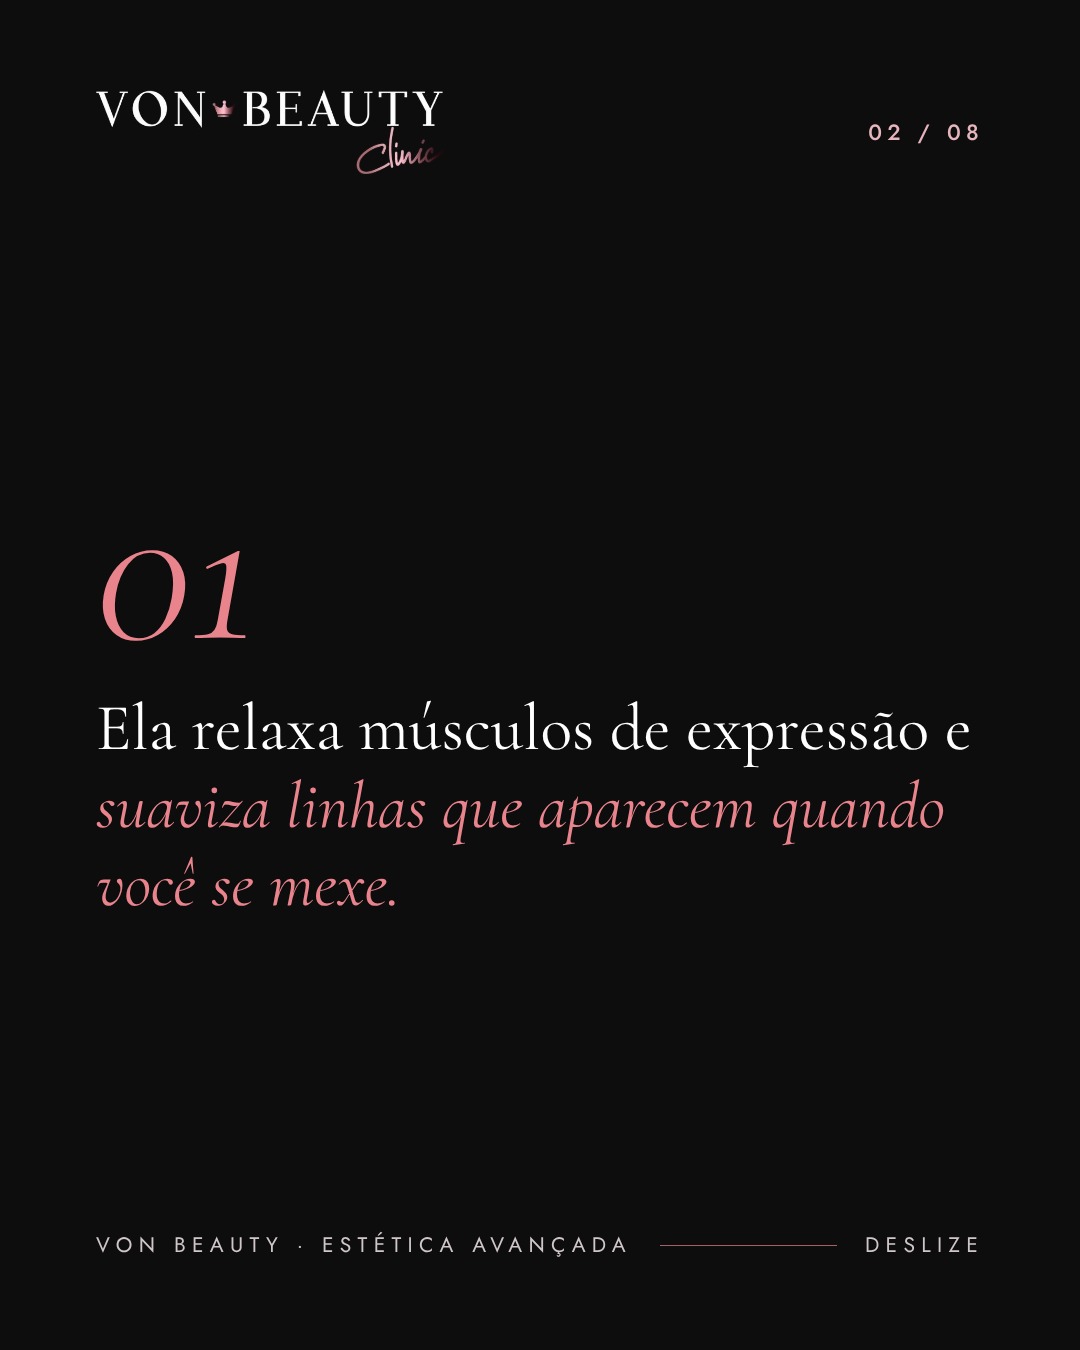 VON BEAUTY
Clinic
02 / 08
01
Ela relaxa músculos de expressão e
suaviza linhas que aparecem quando
você se mexe.
VON BEAUTY · ESTÉTICA AVANÇADA
DESLIZE